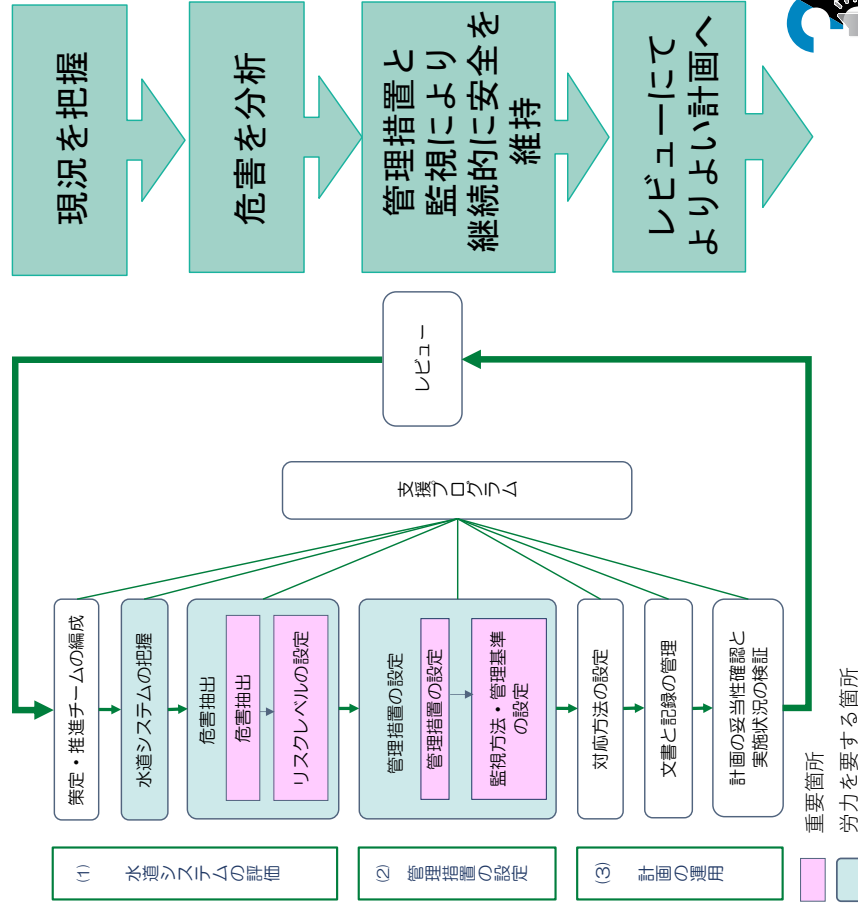 (1)
水道システムの評価
(2)
管理措置の設定
(3)
計画の運用
策定・推進チームの編成
水道システムの把握
危害抽出
危害抽出
リスクレベルの設定
管理措置の設定
管理措置の設定
監視方法・管理基準
の設定
対応方法の設定
文書と記録の管理
計画の妥当性確認と
実施状況の検証
支援プログラム
レビュー
現況を把握
危害を分析
管理措置と
監視により
継続的に安全を
維持
レビューにて
よりよい計画へ
重要箇所
労力を要する箇所